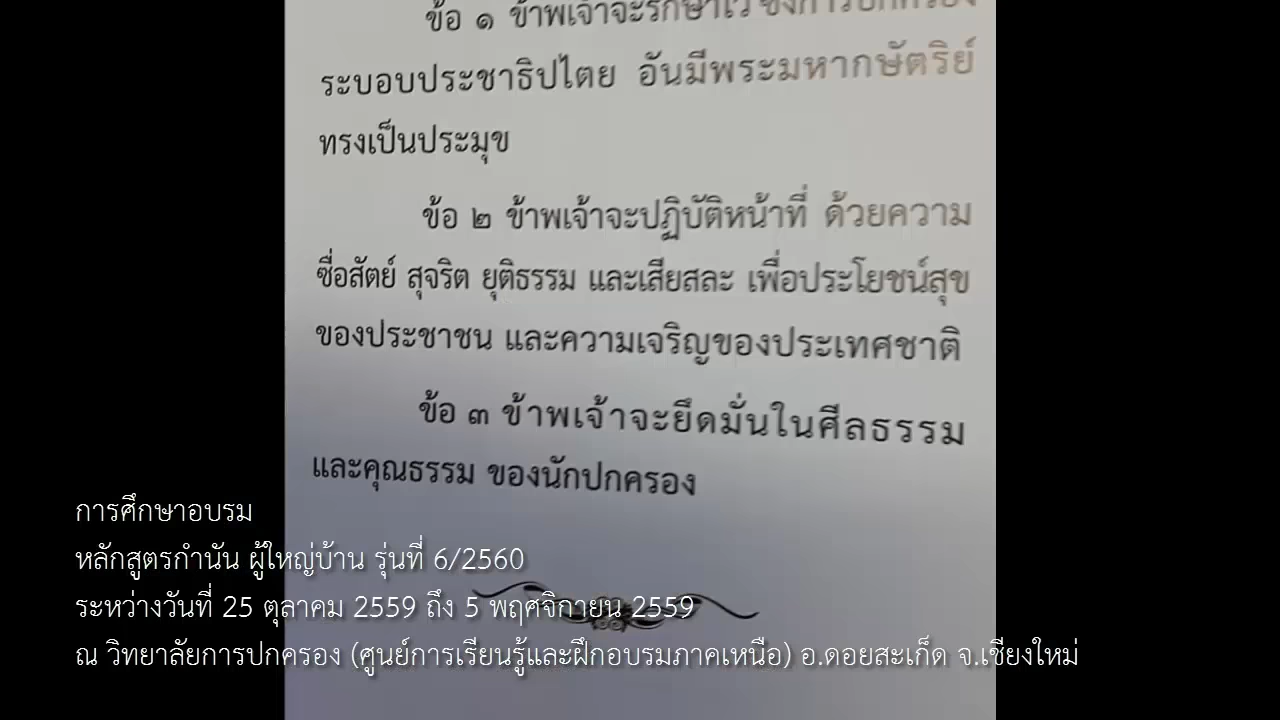 ข้อ ๑ ข้าพเจ้าจะรักษาไว้ ซึ่งการปกครอง
ระบอบประชาธิปไตย อันมีพระมหากษัตริย์
ทรงเป็นประมุข
ข้อ ๒ ข้าพเจ้าจะปฏิบัติหน้าที่ ด้วยความ
ซื่อสัตย์ สุจริต ยุติธรรม และเสียสละ เพื่อประโยชน์สุข
ของประชาชน และความเจริญของประเทศชาติ
ข้อ ๓ ข้าพเจ้าจะยึดมั่นในศีลธรรม
และคุณธรรม ของนักปกครอง
การศึกษาอบรม
หลักสูตรกำนัน ผู้ใหญ่บ้าน รุ่นที่ 6/2560
ระหว่างวันที่ 25 ตุลาคม 2559 ถึง 5 พฤศจิกายน 2559
ณ วิทยาลัยการปกครอง (ศูนย์การเรียนรู้และฝึกอบรมภาคเหนือ) อ.ดอยสะเก็ด จ.เชียงใหม่